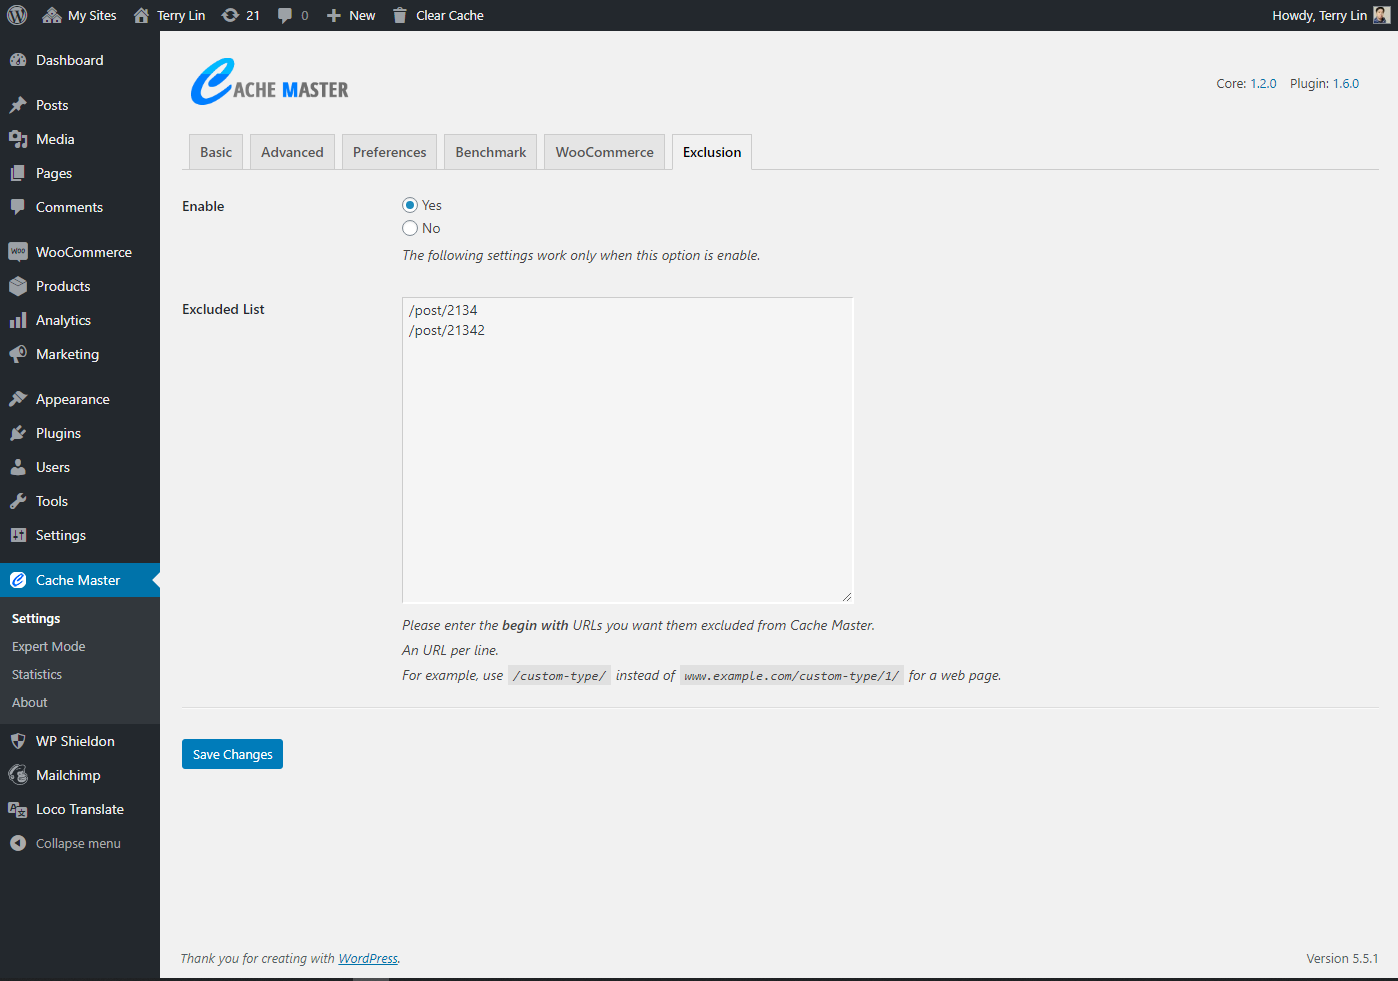 My Sites Terry Lin 21 0 New Clear Cache Howdy, Terry Lin
Dashboard
Posts
Media
Pages
Comments
WooCommerce
Products
Analytics
Marketing
Appearance
Plugins
Users
Tools
Settings
Cache Master
Settings
Expert Mode
Statistics
About
WP Shieldon
Mailchimp
Loco Translate
Collapse menu
CACHE MASTER
Core: 1.2.0 Plugin: 1.6.0
Basic Advanced Preferences Benchmark WooCommerce Exclusion
Enable
Yes
No
The following settings work only when this option is enable.
Excluded List
/post/2134
/post/21342
Please enter the begin with URLs you want them excluded from Cache Master.
An URL per line.
For example, use /custom-type/ instead of www.example.com/custom-type/1/ for a web page.
Save Changes
Thank you for creating with WordPress.
Version 5.5.1